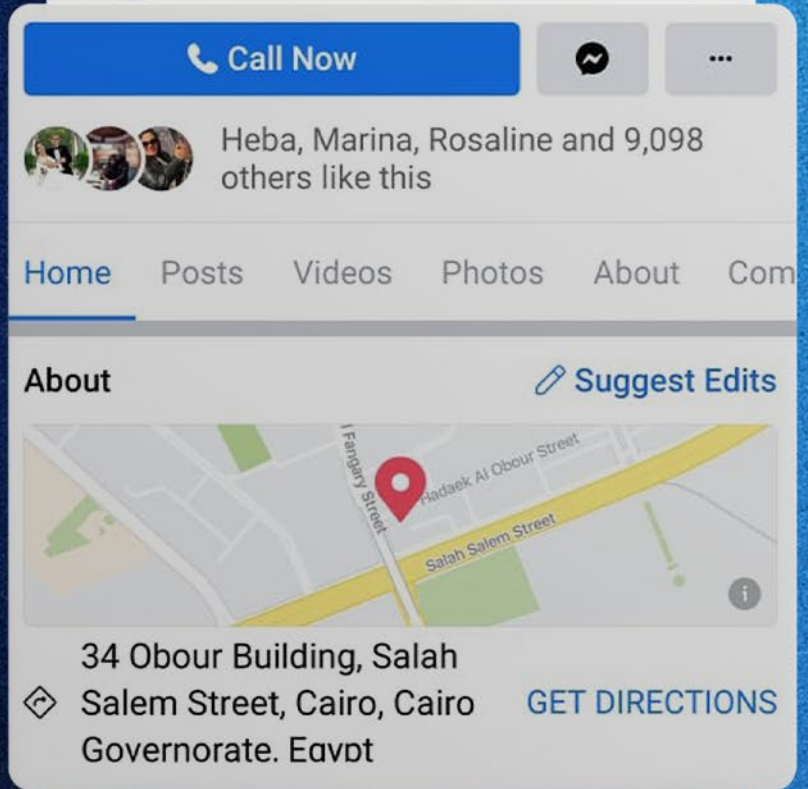 Call Now
Heba, Marina, Rosaline and 9,098
others like this
Home Posts Videos Photos About Com
About
Suggest Edits
Fangary Street
Hadaek Al Obour Street
Salah Salem Street
34 Obour Building, Salah
Salem Street, Cairo, Cairo
Governorate, Egypt
GET DIRECTIONS